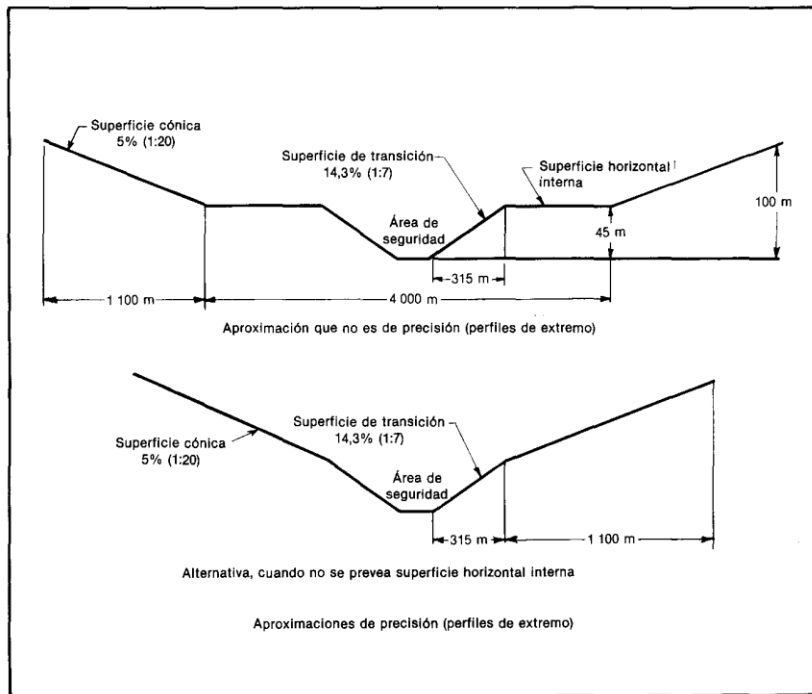 Superficie cónica
5% (1:20)
Superficie de transición
14,3% (1:7)
Superficie horizontal
interna
Área de
seguridad
100 m
45 m
315 m
1 100 m
4 000 m
Aproximación que no es de precisión (perfiles de extremo)
Superficie de transición
14,3% (1:7)
Superficie cónica
5% (1:20)
Área de
seguridad
315 m
1 100 m
Alternativa, cuando no se prevea superficie horizontal interna
Aproximaciones de precisión (perfiles de extremo)